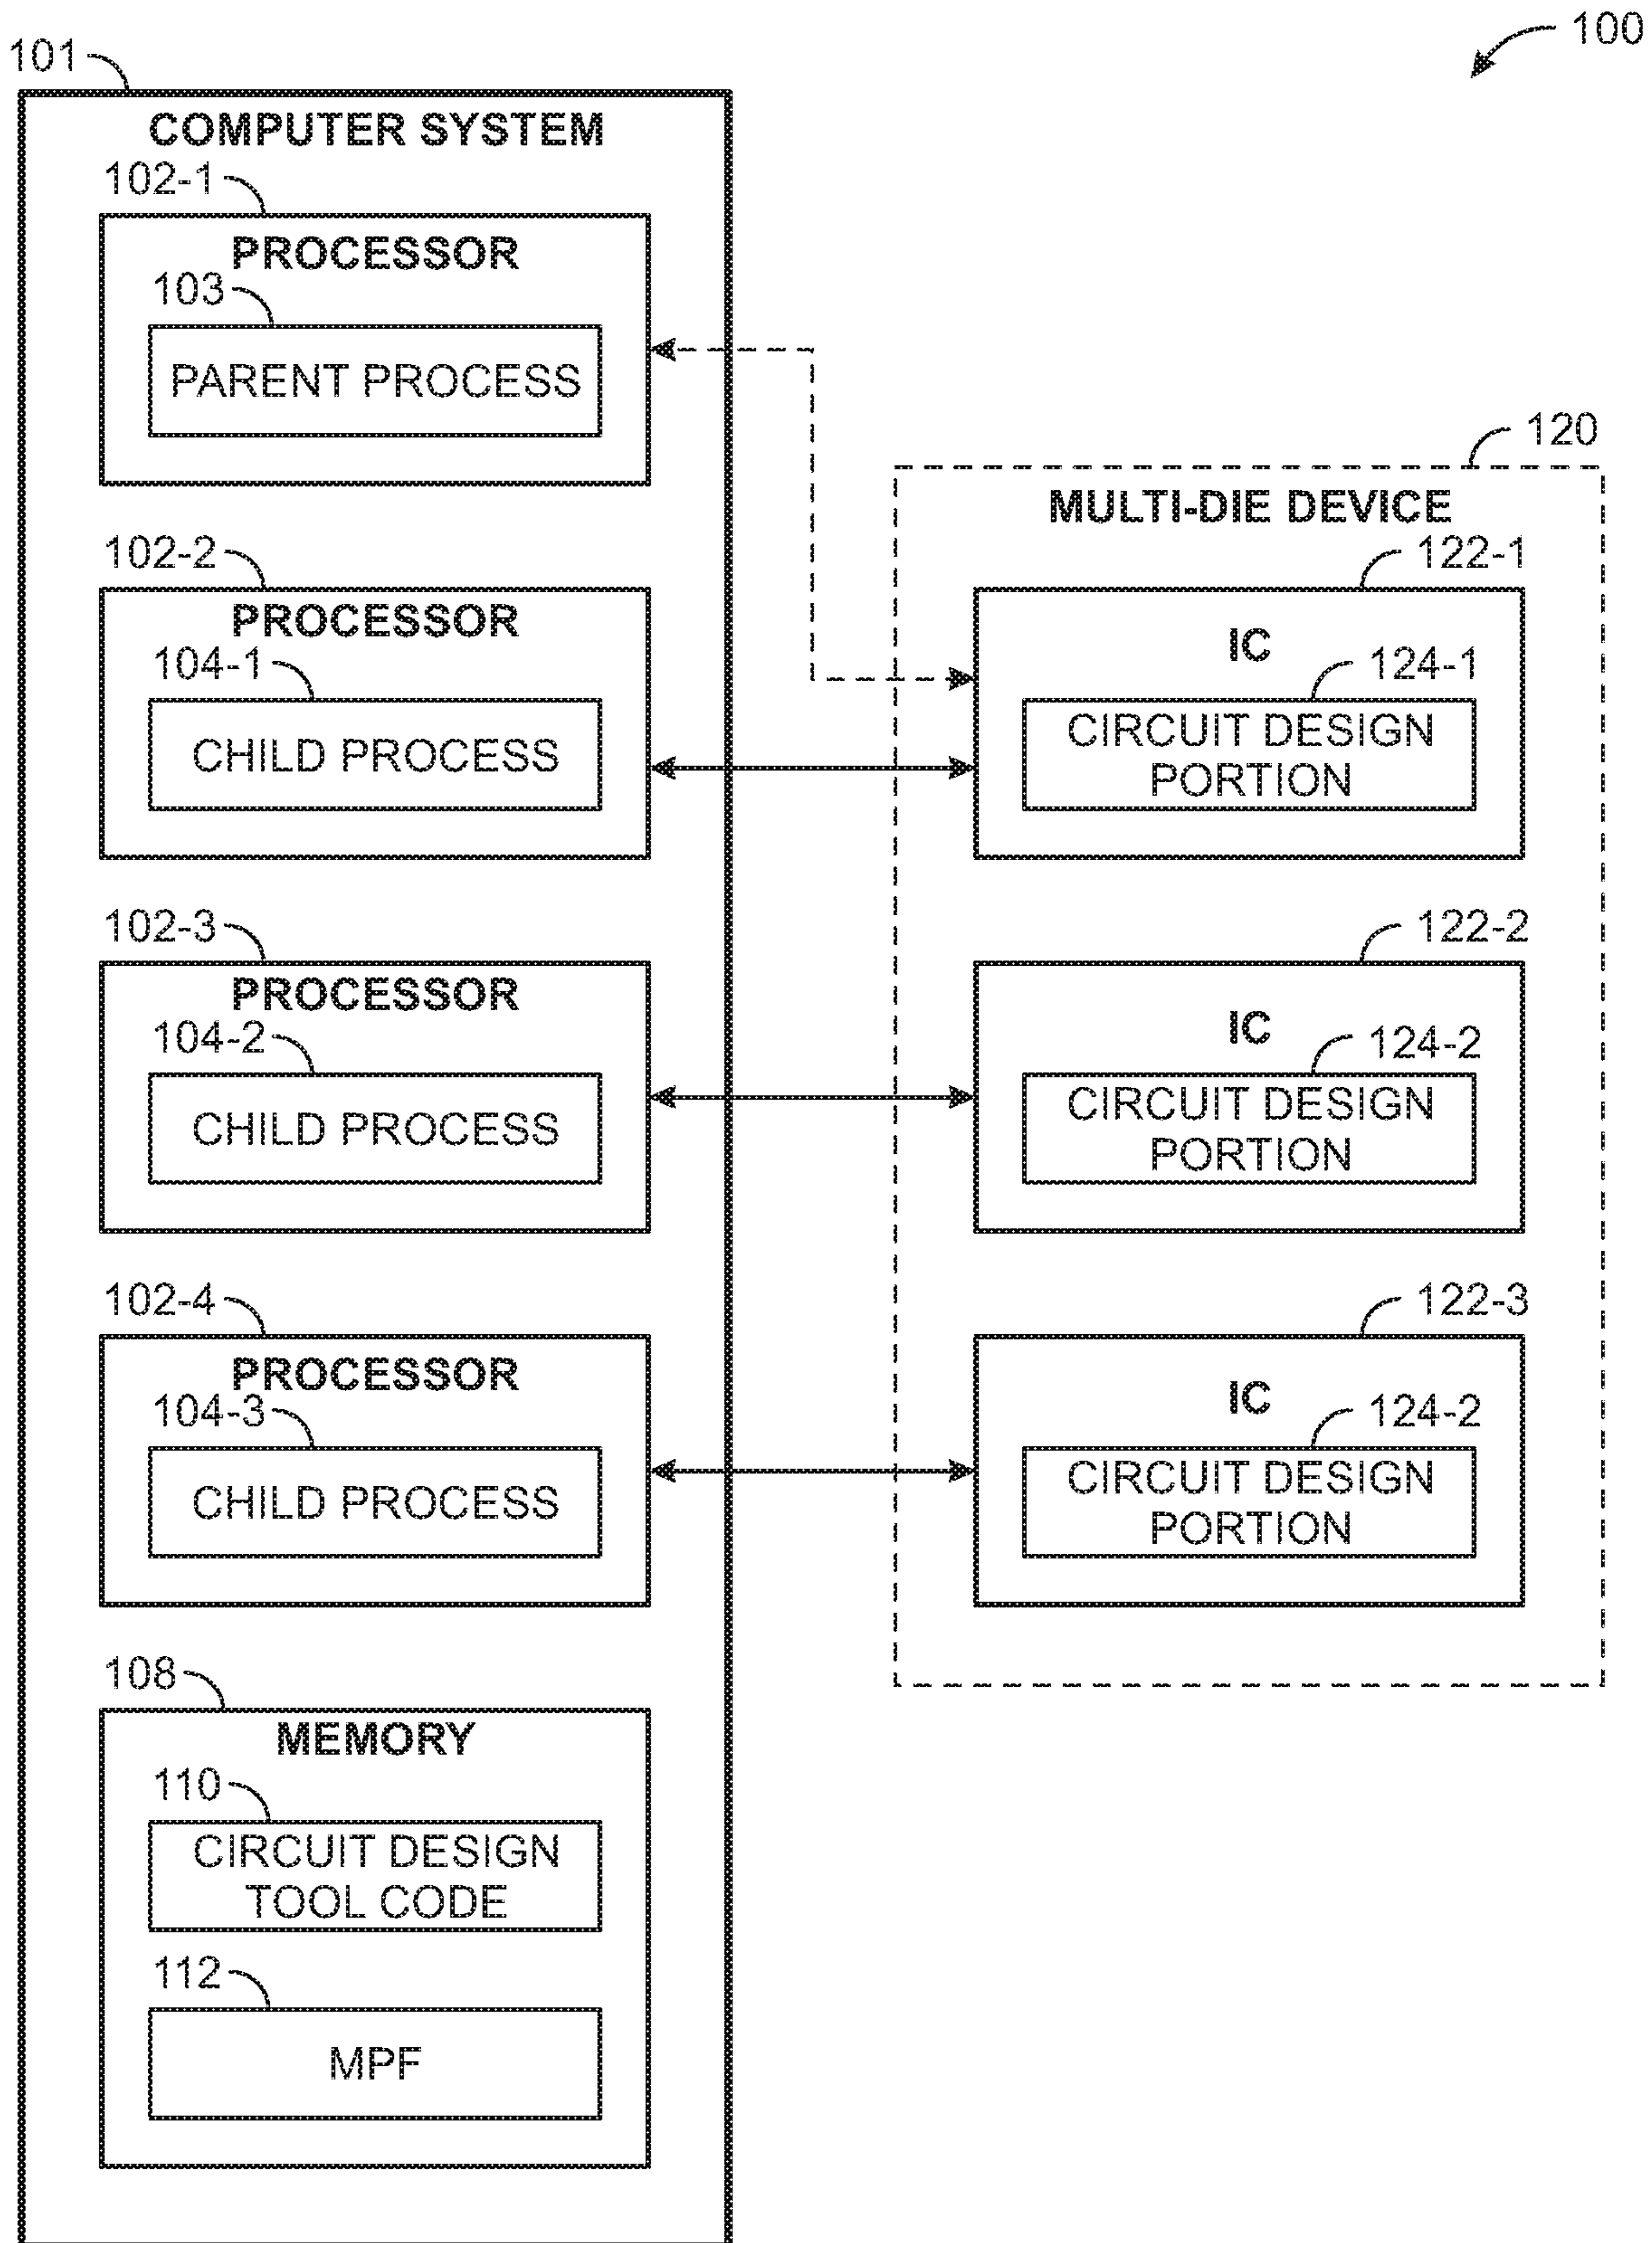 100
101
COMPUTER SYSTEM
102-1
PROCESSOR
103
PARENT PROCESS
102-2
PROCESSOR
104-1
CHILD PROCESS
102-3
PROCESSOR
104-2
CHILD PROCESS
102-4
PROCESSOR
104-3
CHILD PROCESS
108
MEMORY
110
CIRCUIT DESIGN
TOOL CODE
112
MPF
120
MULTI-DIE DEVICE
122-1
IC
124-1
CIRCUIT DESIGN
PORTION
122-2
IC
124-2
CIRCUIT DESIGN
PORTION
122-3
IC
124-2
CIRCUIT DESIGN
PORTION